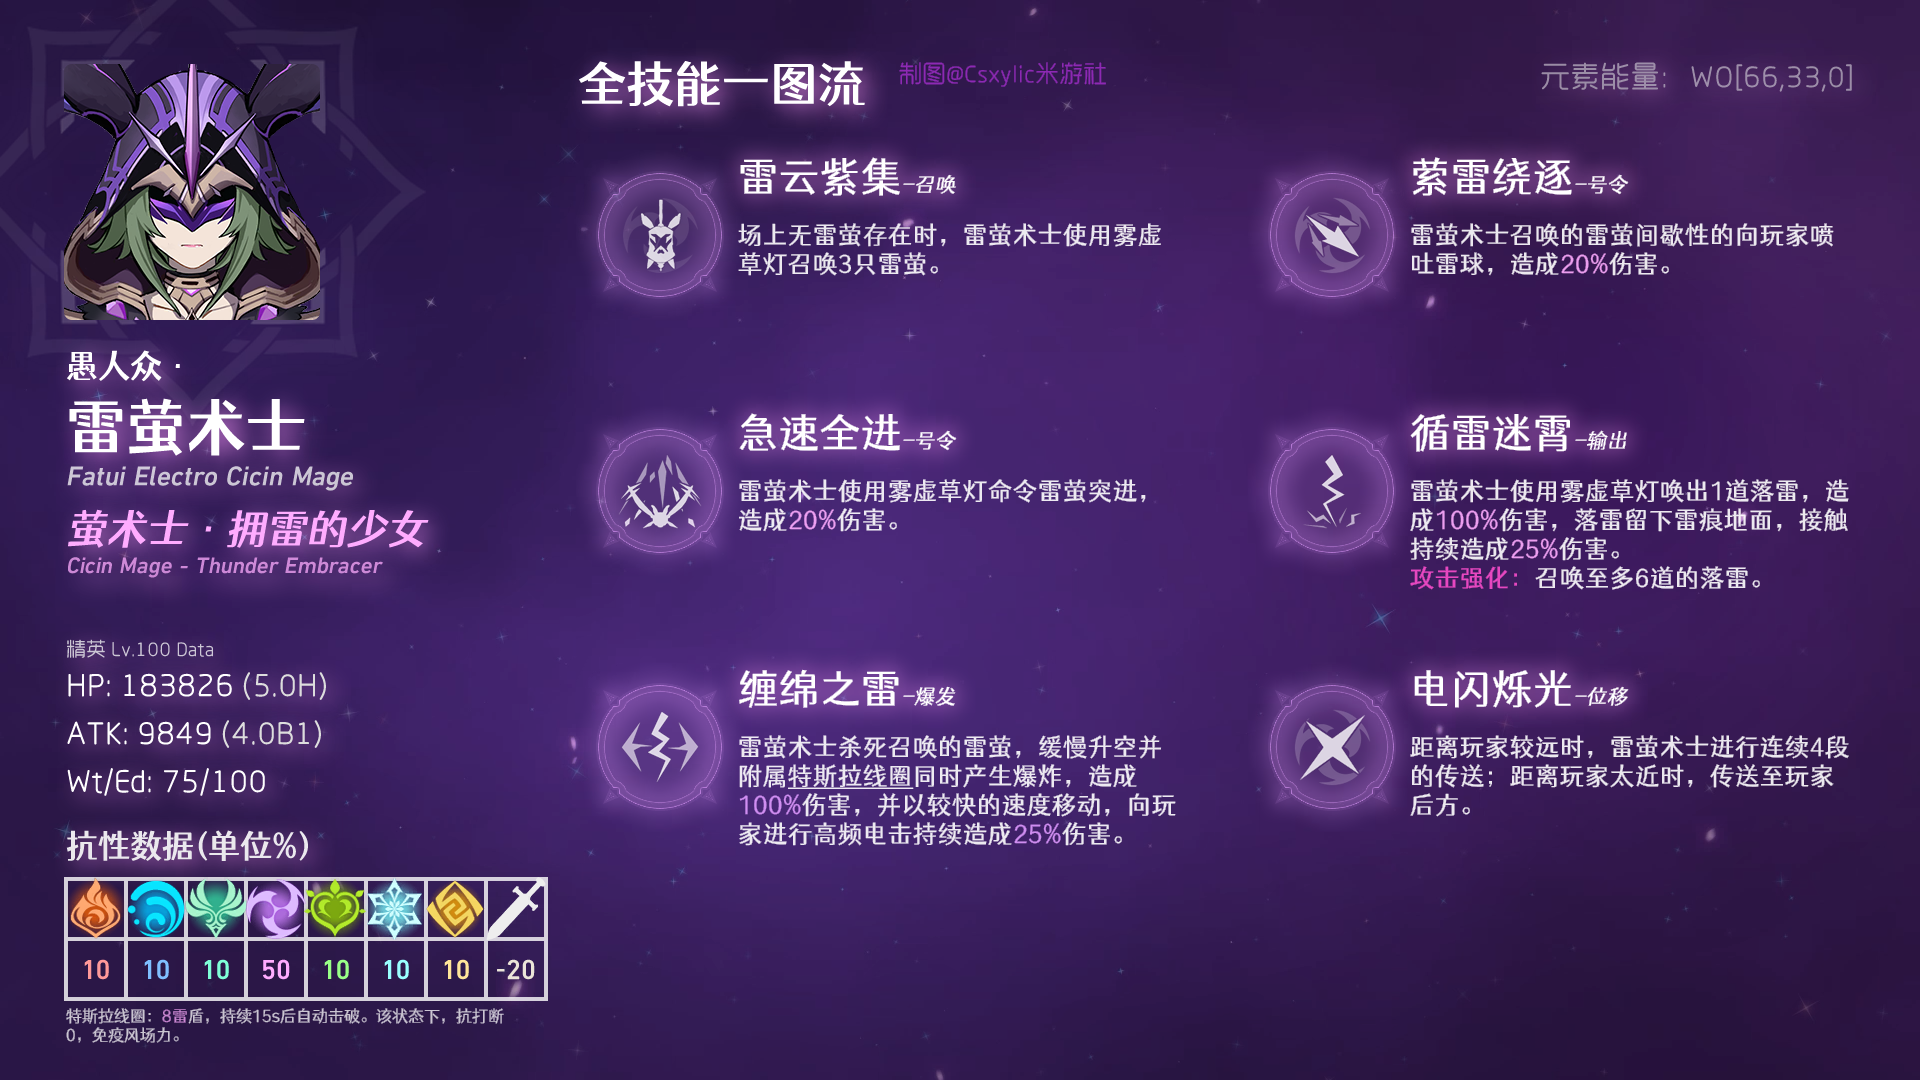 全技能一图流
制图@Csxylic米游社
元素能量： W0[66,33,0]
愚人众 ·
雷萤术士
Fatui Electro Cicin Mage
萤术士 · 拥雷的少女
Cicin Mage - Thunder Embracer
精英 Lv.100 Data
HP: 183826 (5.0H)
ATK: 9849 (4.0B1)
Wt/Ed: 75/100
抗性数据(单位%)
10 10 10 50 10 10 10 -20
特斯拉线圈：8雷盾，持续15s后自动击破。该状态下，抗打断
0，免疫风场力。
雷云紫集–召唤
场上无雷萤存在时，雷萤术士使用雾虚
草灯召唤3只雷萤。
萦雷绕逐–号令
雷萤术士召唤的雷萤间歇性的向玩家喷
吐雷球，造成20%伤害。
急速全进–号令
雷萤术士使用雾虚草灯命令雷萤突进，
造成20%伤害。
循雷迷霄–输出
雷萤术士使用雾虚草灯唤出1道落雷，造
成100%伤害，落雷留下雷痕地面，接触
持续造成25%伤害。
攻击强化：召唤至多6道的落雷。
缠绵之雷–爆发
雷萤术士杀死召唤的雷萤，缓慢升空并
附属特斯拉线圈同时产生爆炸，造成
100%伤害，并以较快的速度移动，向玩
家进行高频电击持续造成25%伤害。
电闪烁光–位移
距离玩家较远时，雷萤术士进行连续4段
的传送；距离玩家太近时，传送至玩家
后方。